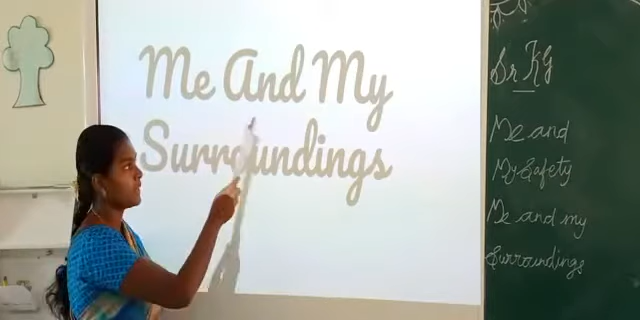 Me And My
Surroundings
Sr KG
Me and
My Safety
Me and my
Surroundings